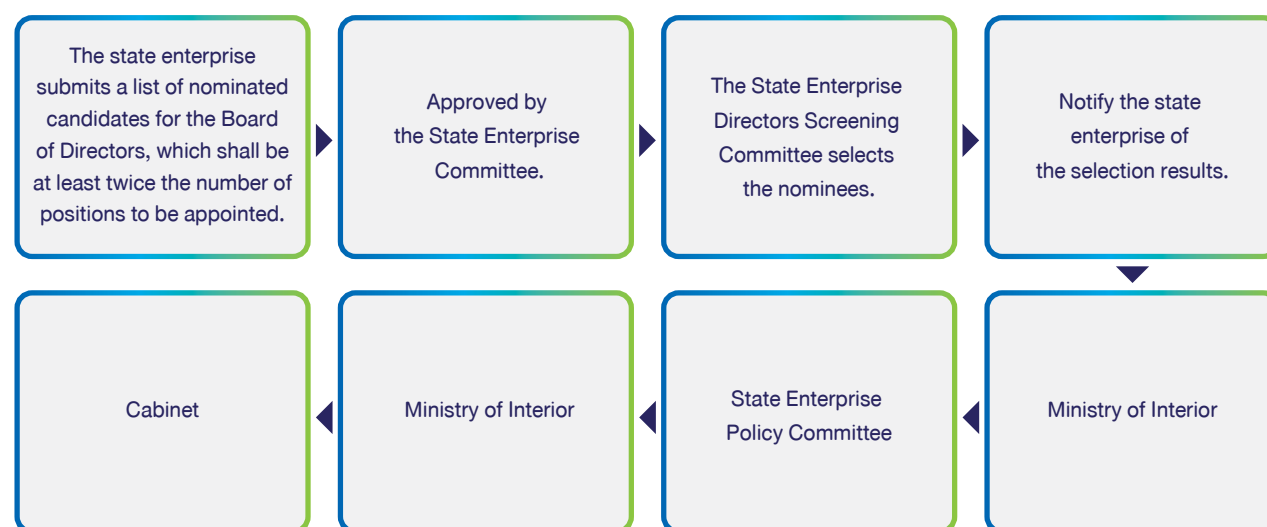 The state enterprise
submits a list of nominated
candidates for the Board
of Directors, which shall be
at least twice the number of
positions to be appointed.
Approved by
the State Enterprise
Committee.
The State Enterprise
Directors Screening
Committee selects
the nominees.
Notify the state
enterprise of
the selection results.
Ministry of Interior
State Enterprise
Policy Committee
Ministry of Interior
Cabinet